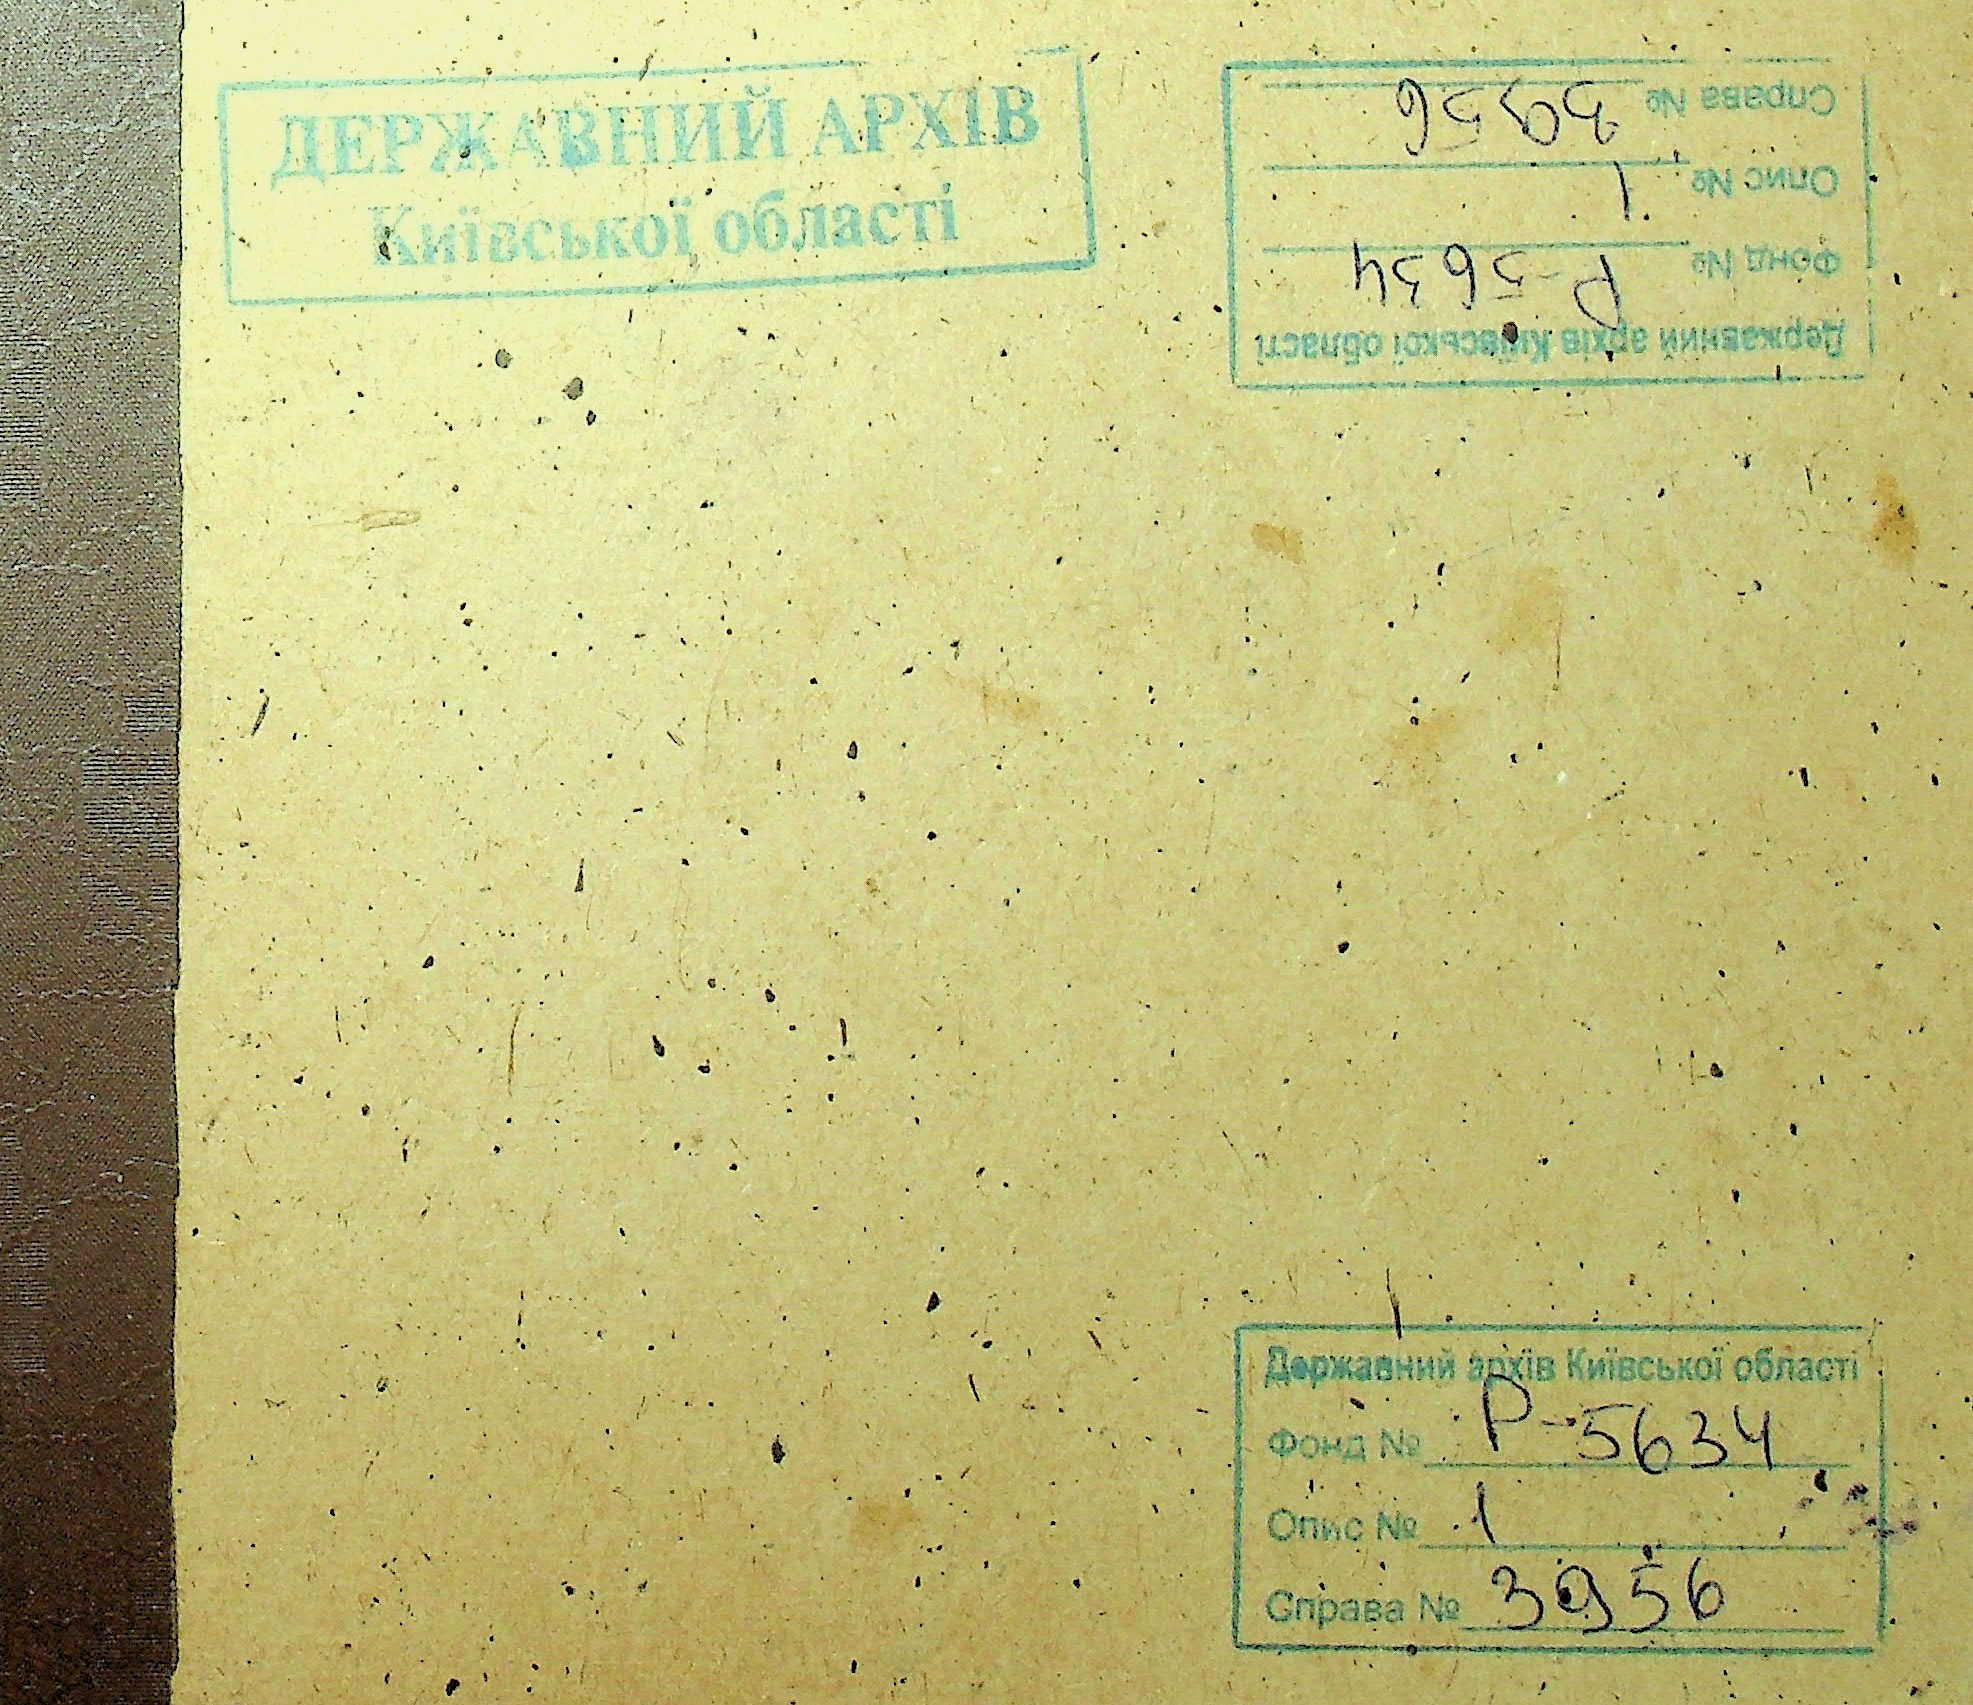 ДЕРЖАВНИЙ АРХІВ
Київської області
Державний архів Київської області
Фонд № Р-5634
Опис № 1
Справа № 3956
Державний архів Київської області
Фонд № Р-5634
Опис № 1
Справа № 3956